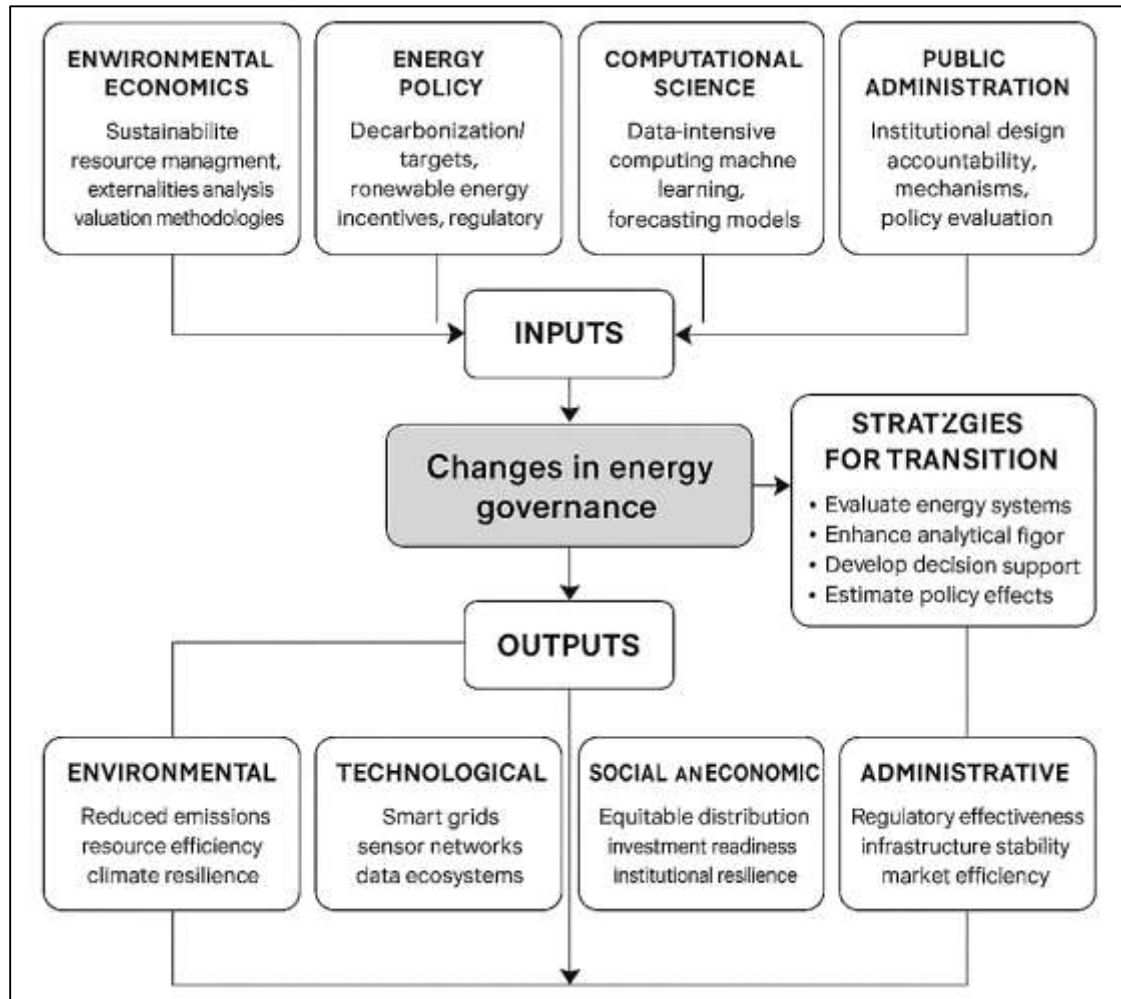 ENWIRONMENTAL
ECONOMICS
Sustainabilite
resource managment,
externalities analysis
valuation methodologies
ENERGY
POLICY
Decarbonization/
targets,
ronewable energy
incentives, regulatory
COMPUTATIONAL
SCIENCE
Data-intensive
computing machne
learning,
forecasting models
PUBLIC
ADMINISTRATION
Institutional design
accountability,
mechanisms,
policy evaluation
INPUTS
Changes in energy
governance
STRATZGIES
FOR TRANSITION
• Evaluate energy systems
• Enhance analytical figor
• Develop decision support
• Estimate policy effects
OUTPUTS
ENVIRONMENTAL
Reduced emissions
resource efficiency
climate resilience
TECHNOLOGICAL
Smart grids
sensor networks
data ecosystems
SOCIAL ANECONOMIC
Equitable distribution
investment readiness
institutional resilience
ADMINISTRATIVE
Regulatory effectiveness
infrastructure stability
market efficiency